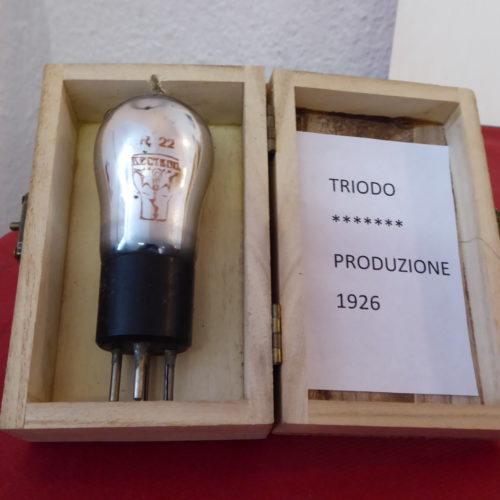 TRIODO
*******
PRODUZIONE
1926